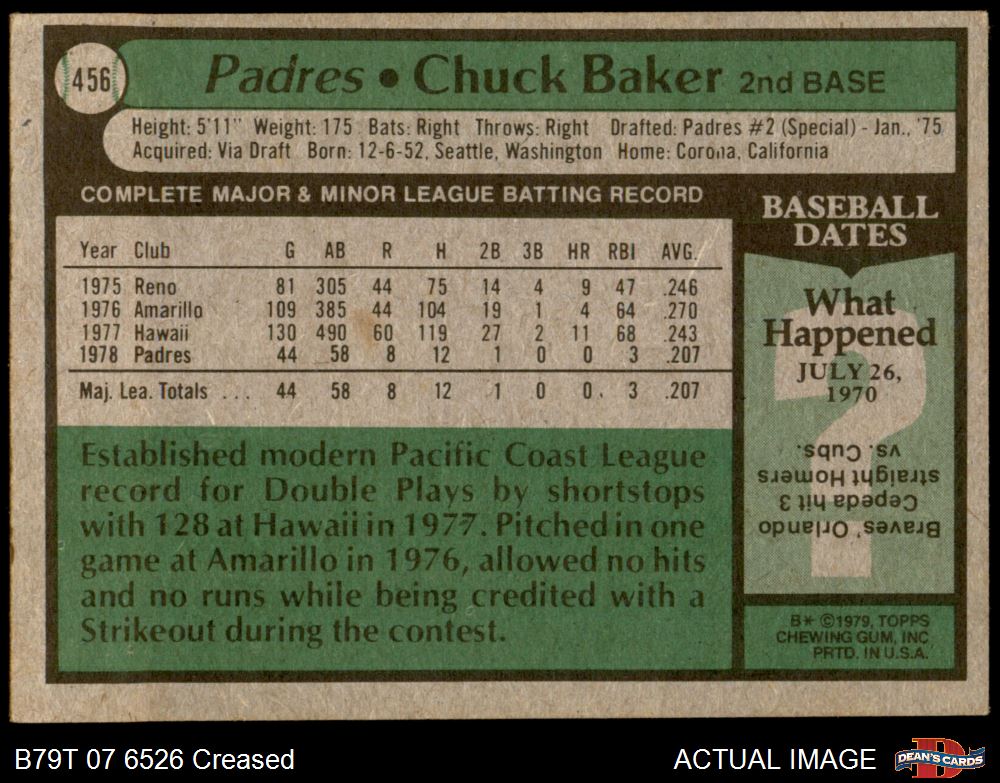 456
Padres • Chuck Baker 2nd BASE
Height: 5'11" Weight: 175 Bats: Right Throws: Right Drafted: Padres #2 (Special) - Jan., '75
Acquired: Via Draft Born: 12-6-52, Seattle, Washington Home: Corona, California
COMPLETE MAJOR & MINOR LEAGUE BATTING RECORD
Year Club G AB R H 2B 3B HR RBI AVG.
1975 Reno 81 305 44 75 14 4 9 47 .246
1976 Amarillo 109 385 44 104 19 1 4 64 .270
1977 Hawaii 130 490 60 119 27 2 11 68 .243
1978 Padres 44 58 8 12 1 0 0 3 .207
Maj. Lea. Totals . . . 44 58 8 12 1 0 0 3 .207
Established modern Pacific Coast League
record for Double Plays by shortstops
with 128 at Hawaii in 1977. Pitched in one
game at Amarillo in 1976, allowed no hits
and no runs while being credited with a
Strikeout during the contest.
BASEBALL
DATES
?
What
Happened
JULY 26,
1970
Braves' Orlando
Cepeda hit 3
straight Homers
vs. Cubs.
B* ©1979, TOPPS
CHEWING GUM, INC
PRTD. IN U.S.A.
B79T 07 6526 Creased
ACTUAL IMAGE
D
DEAN'S CARDS